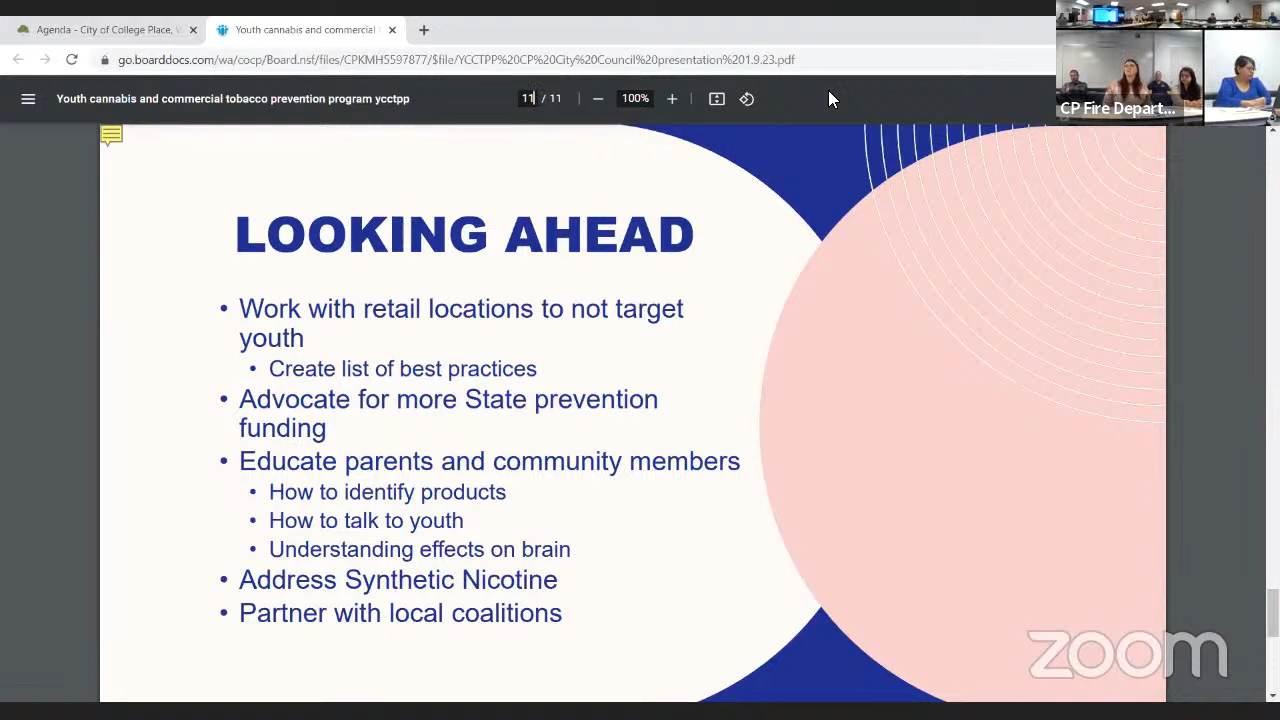 Agenda - City of College Place,
Youth cannabis and commercial
go.boarddocs.com/wa/cocp/Board.nsf/files/CPKMH5597877/$file/YCCTPP%20CP%20City%20Council%20presentation%201.9.23.pdf
Youth cannabis and commercial tobacco prevention program ycctpp
11 / 11
100%
CP Fire Depart...
LOOKING AHEAD
• Work with retail locations to not target
youth
• Create list of best practices
• Advocate for more State prevention
funding
• Educate parents and community members
• How to identify products
• How to talk to youth
• Understanding effects on brain
• Address Synthetic Nicotine
• Partner with local coalitions
zoom